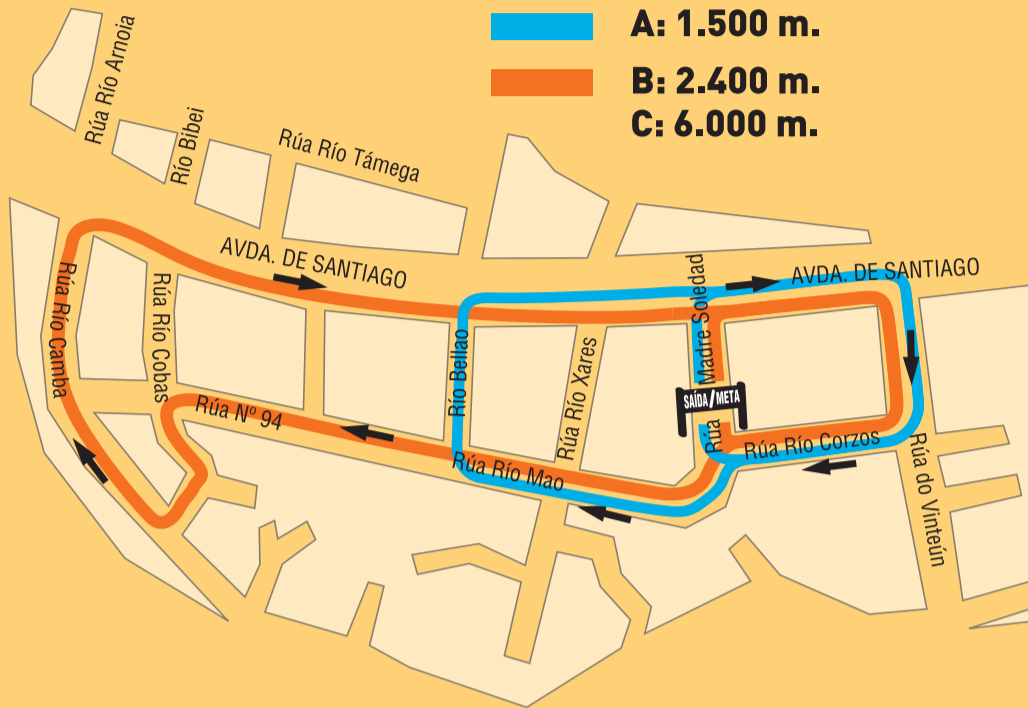 A: 1.500 m.
B: 2.400 m.
C: 6.000 m.
Rúa Río Arnoia
Río Bibei
Rúa Río Támega
AVDA. DE SANTIAGO
AVDA. DE SANTIAGO
Rúa Río Camba
Rúa Río Cobas
Río Bellao
Rúa Río Xares
Rúa Madre Soledad
SAÍDA/META
Rúa Nº 94
Rúa Río Mao
Rúa Río Corzos
Rúa do Vinteún